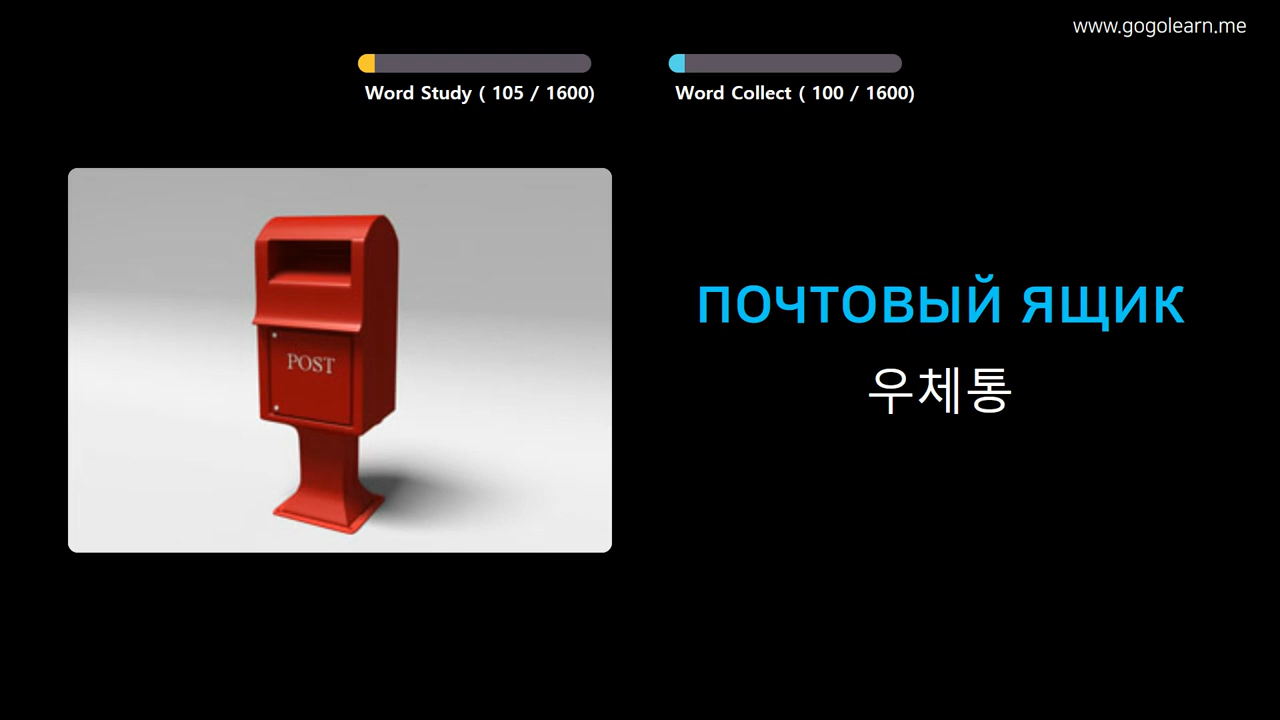 www.gogolearn.me
Word Study ( 105 / 1600)
Word Collect ( 100 / 1600)
POST
почтовый ящик
우체통